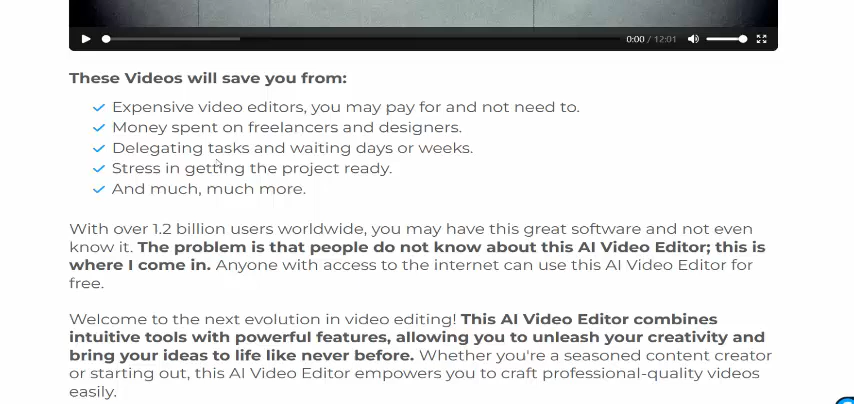 0:00 / 12:01
These Videos will save you from:
Expensive video editors, you may pay for and not need to.
Money spent on freelancers and designers.
Delegating tasks and waiting days or weeks.
Stress in getting the project ready.
And much, much more.
With over 1.2 billion users worldwide, you may have this great software and not even
know it. The problem is that people do not know about this AI Video Editor; this is
where I come in. Anyone with access to the internet can use this AI Video Editor for
free.
Welcome to the next evolution in video editing! This AI Video Editor combines
intuitive tools with powerful features, allowing you to unleash your creativity and
bring your ideas to life like never before. Whether you're a seasoned content creator
or starting out, this AI Video Editor empowers you to craft professional-quality videos
easily.